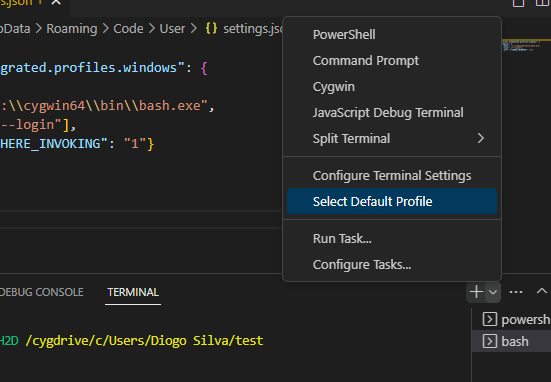 s.json 1
pData > Roaming > Code > User > {} settings.jso
grated.profiles.windows": {
:\\cygwin64\\bin\\bash.exe",
--login"],
HERE_INVOKING": "1"}
PowerShell
Command Prompt
Cygwin
JavaScript Debug Terminal
Split Terminal
Configure Terminal Settings
Select Default Profile
Run Task...
Configure Tasks...
DEBUG CONSOLE TERMINAL
H2D /cygdrive/c/Users/Diogo Silva/test
powersh
bash